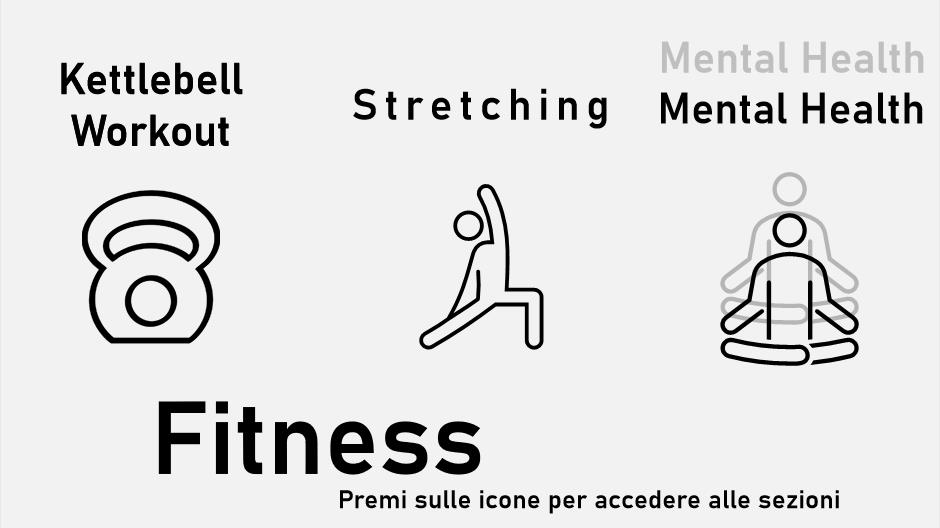 Kettlebell
Workout
Stretching
Mental Health
Mental Health
Fitness
Premi sulle icone per accedere alle sezioni